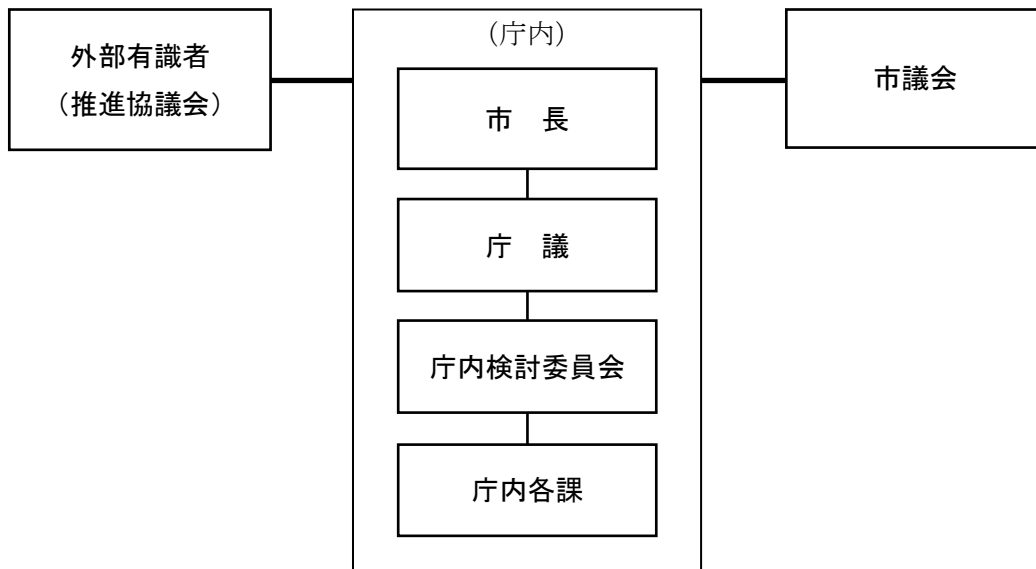 外部有識者
（推進協議会）
（庁内）
市　長
庁　議
庁内検討委員会
庁内各課
市議会